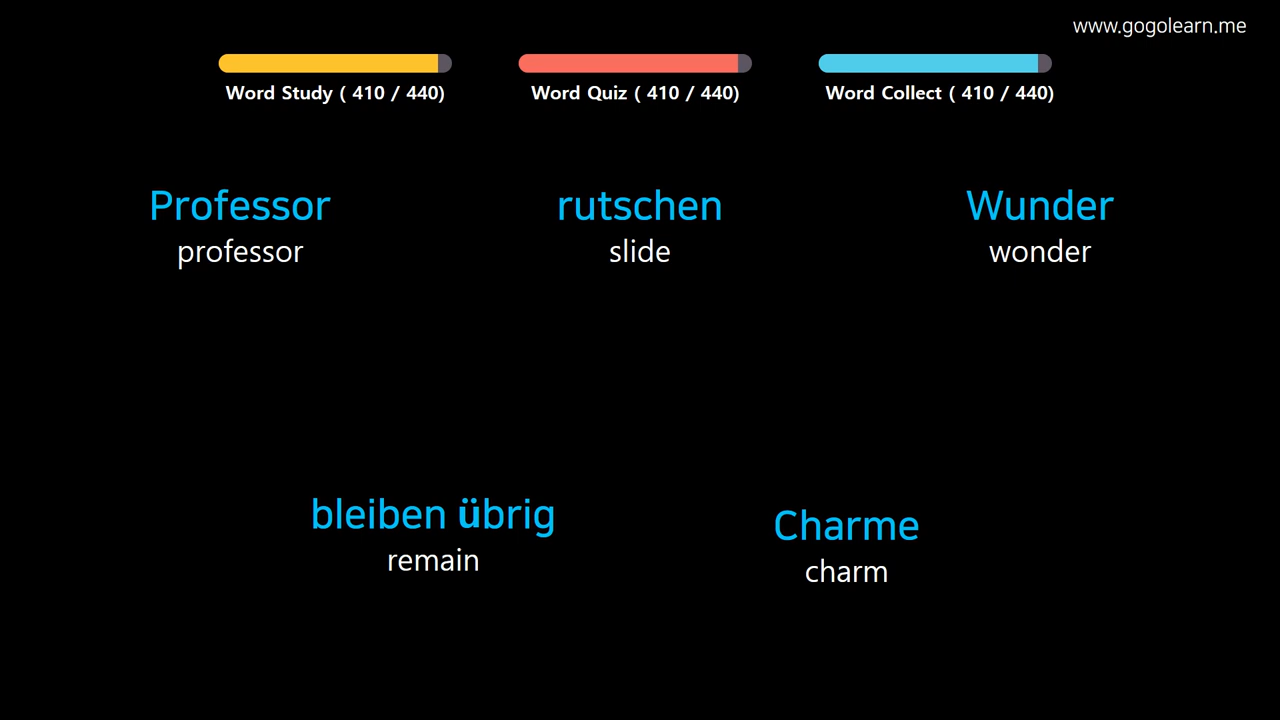 www.gogolearn.me
Word Study ( 410 / 440)
Word Quiz ( 410 / 440)
Word Collect ( 410 / 440)
Professor
professor
rutschen
slide
Wunder
wonder
bleiben übrig
remain
Charme
charm